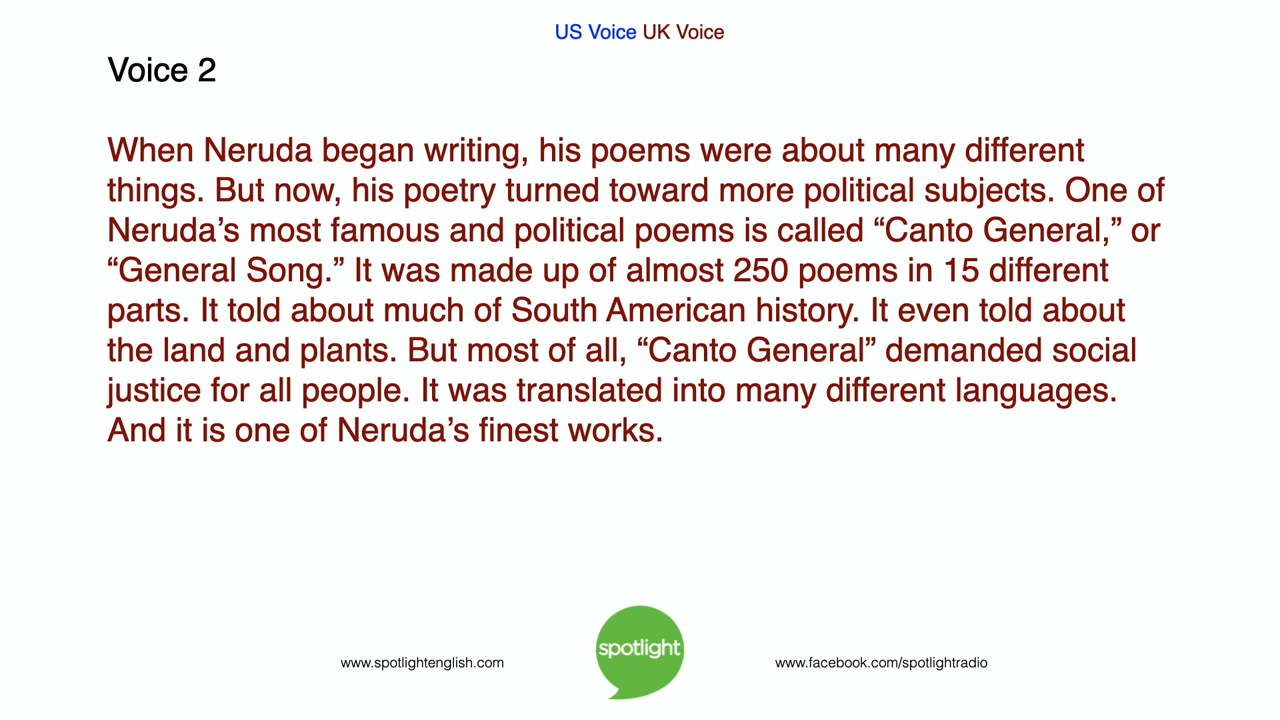 US Voice UK Voice
Voice 2
When Neruda began writing, his poems were about many different
things. But now, his poetry turned toward more political subjects. One of
Neruda’s most famous and political poems is called “Canto General,” or
“General Song.” It was made up of almost 250 poems in 15 different
parts. It told about much of South American history. It even told about
the land and plants. But most of all, “Canto General” demanded social
justice for all people. It was translated into many different languages.
And it is one of Neruda’s finest works.
www.spotlightenglish.com
spotlight
www.facebook.com/spotlightradio